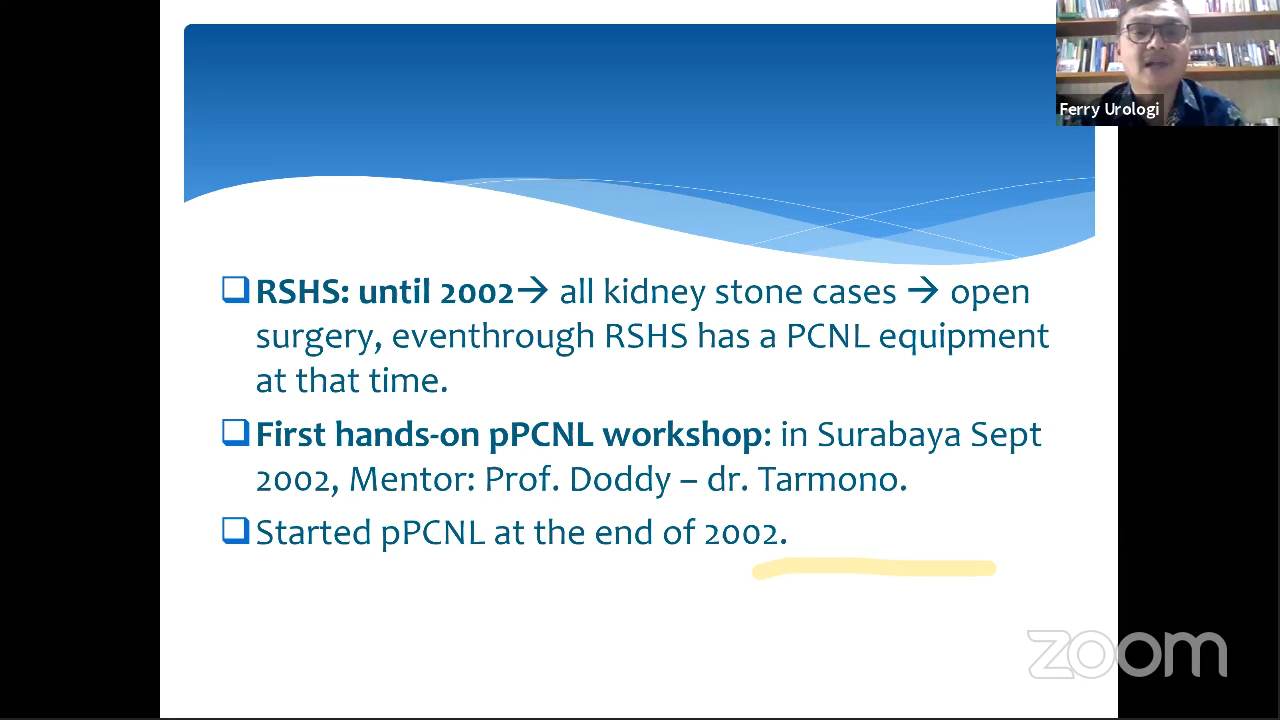 Ferry Urologi
RSHS: until 2002→ all kidney stone cases → open
surgery, eventhrough RSHS has a PCNL equipment
at that time.
First hands-on pPCNL workshop: in Surabaya Sept
2002, Mentor: Prof. Doddy – dr. Tarmono.
Started pPCNL at the end of 2002.
zoom